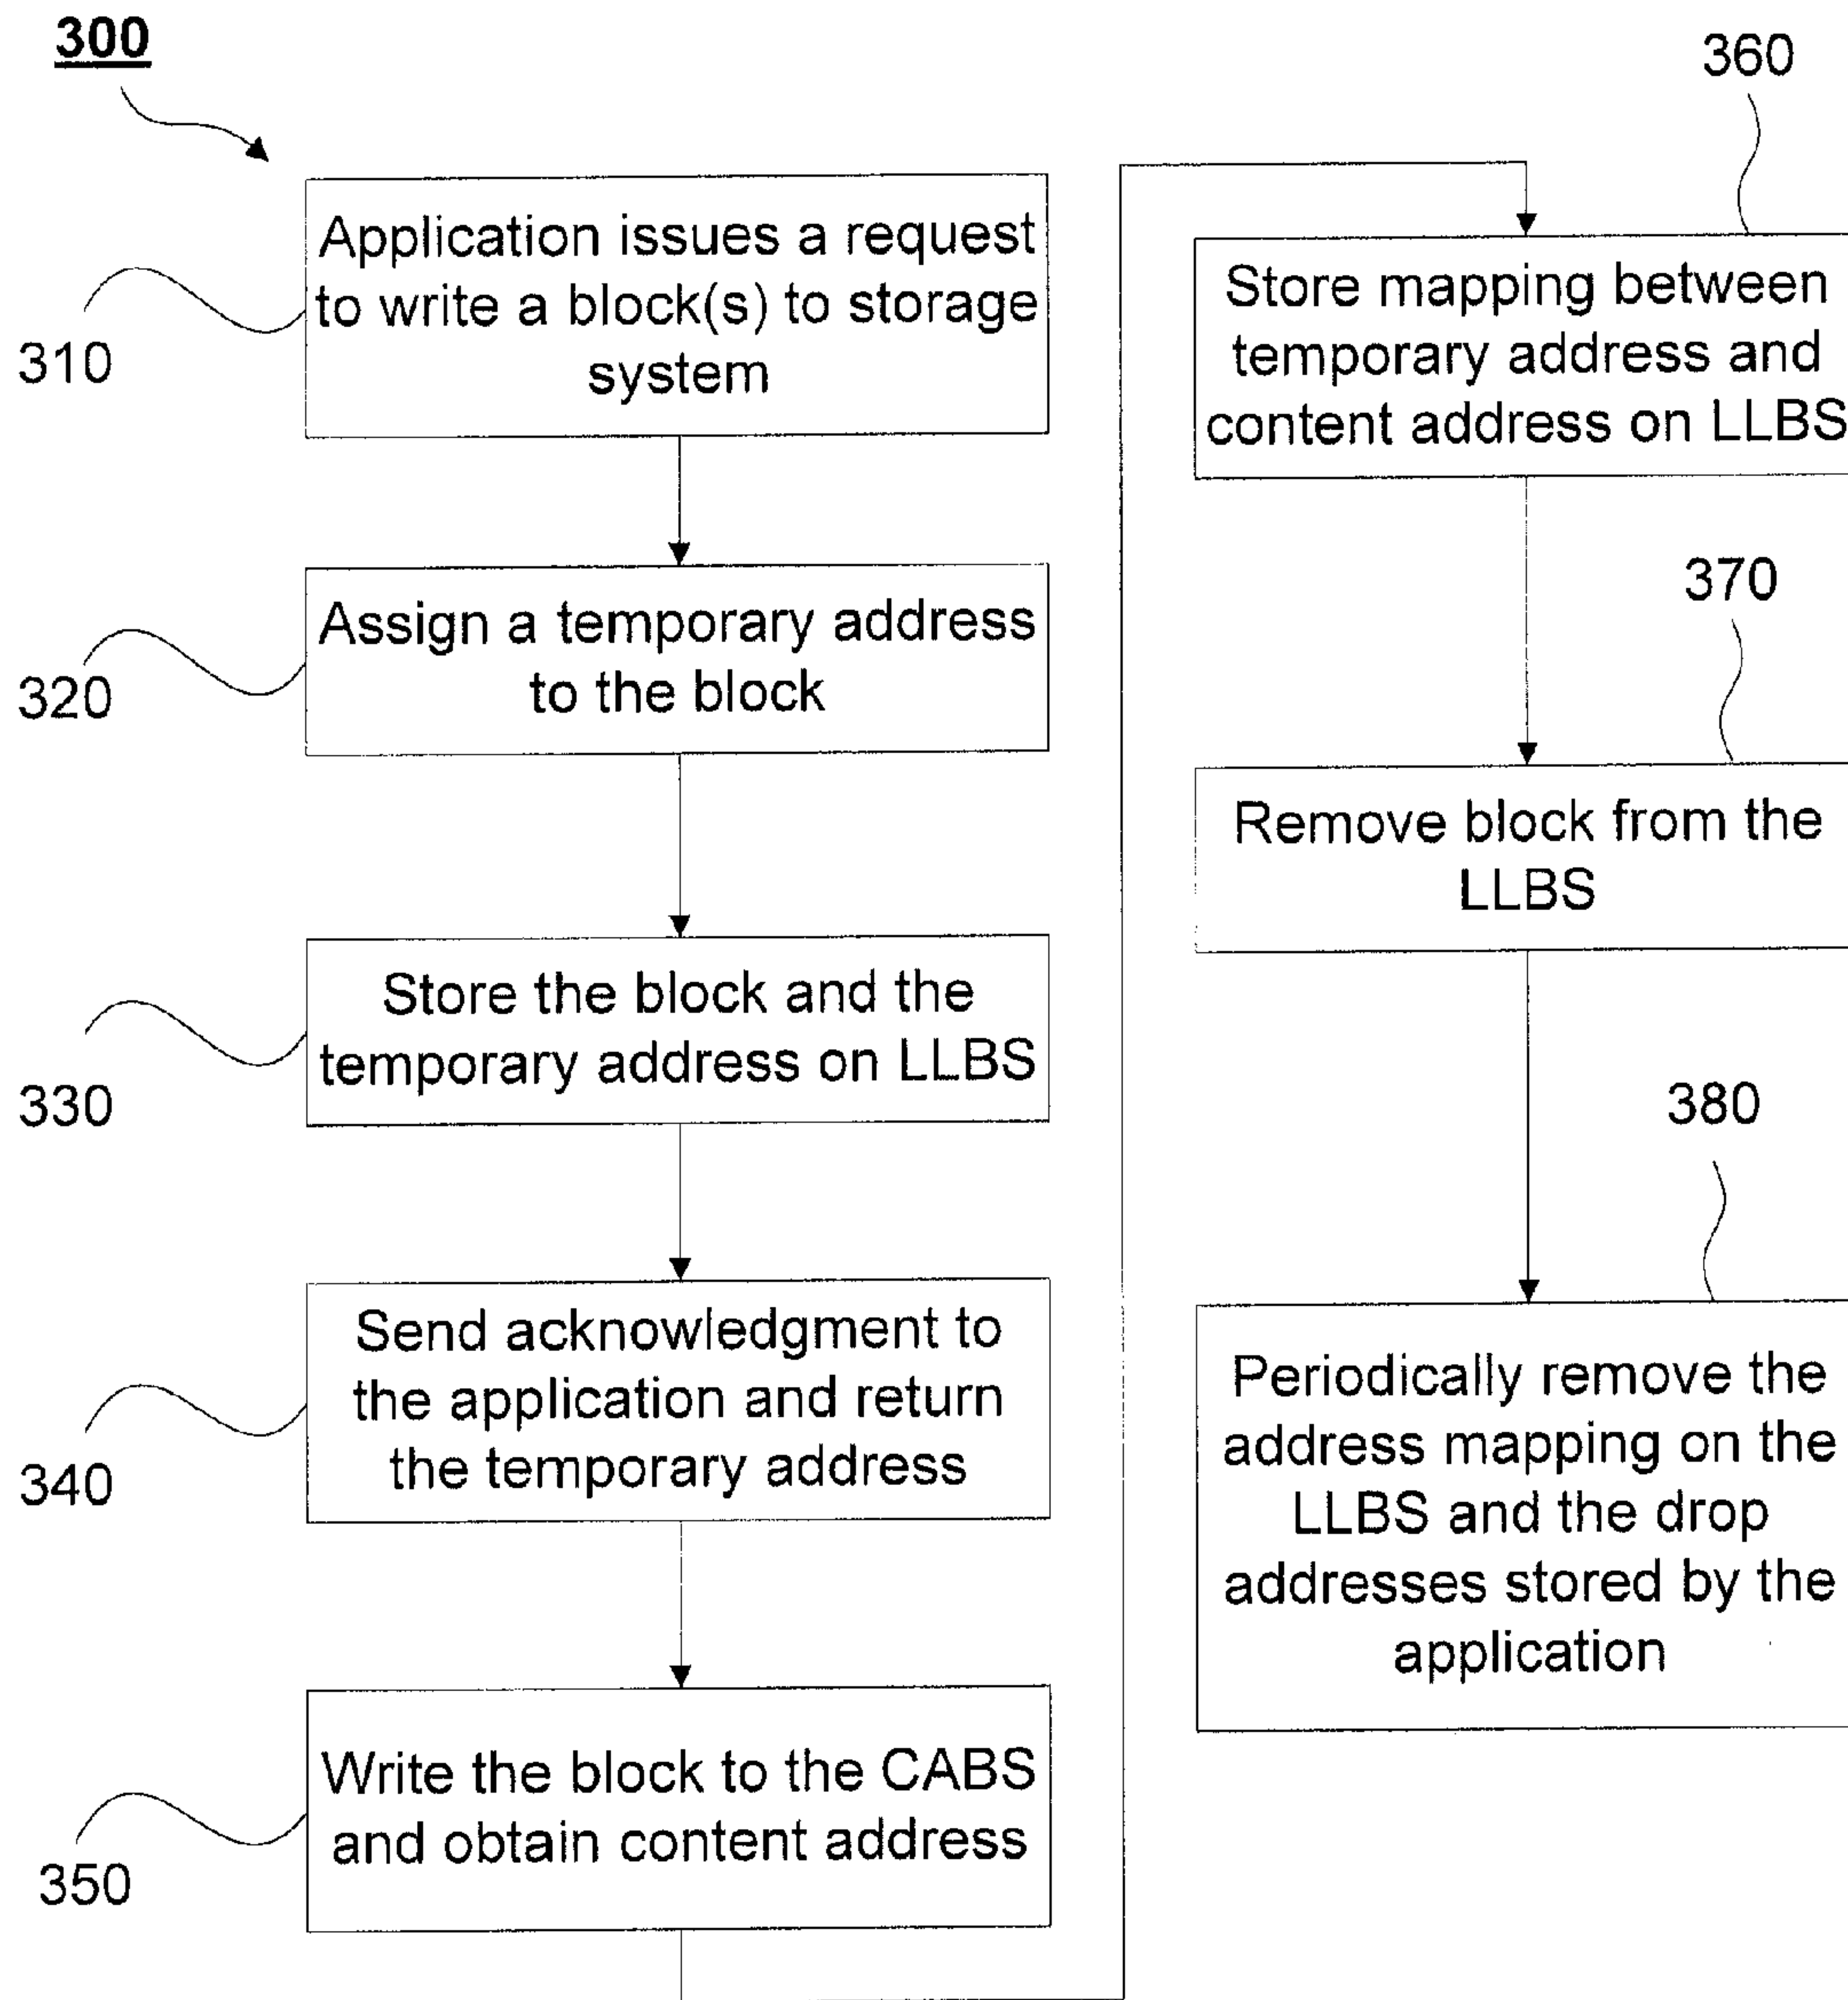 300
310
Application issues a request
to write a block(s) to storage
system
320
Assign a temporary address
to the block
330
Store the block and the
temporary address on LLBS
340
Send acknowledgment to
the application and return
the temporary address
350
Write the block to the CABS
and obtain content address
360
Store mapping between
temporary address and
content address on LLBS
370
Remove block from the
LLBS
380
Periodically remove the
address mapping on the
LLBS and the drop
addresses stored by the
application